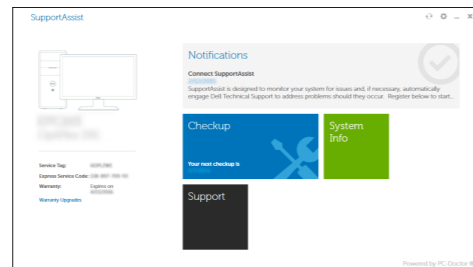 SupportAssist
Notifications
Connect SupportAssist
SupportAssist is designed to monitor your system for issues and, if necessary, automatically
engage Dell Technical Support to address problems should they occur. Register below to start..
Checkup
System
Info
Your next checkup is
Service Tag:
Express Service Code:
Warranty:
Expires on
Warranty Upgrades
Support
Powered by PC-Doctor ®